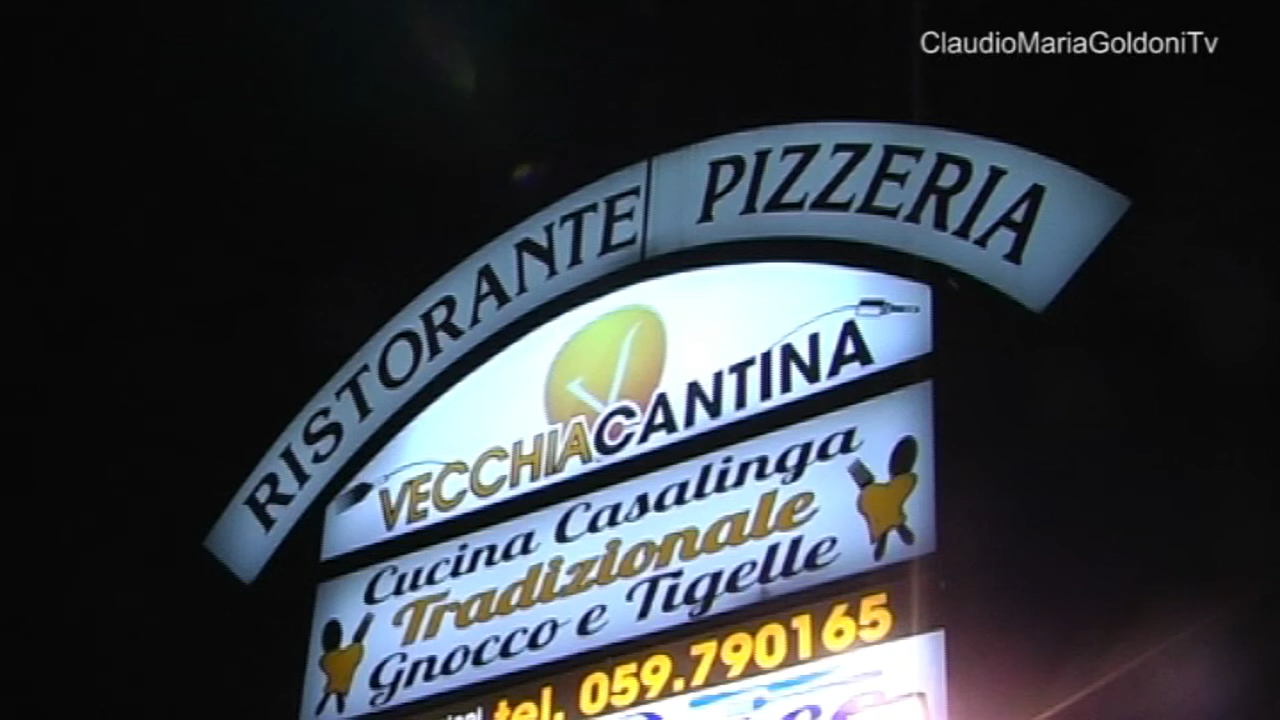 ClaudioMariaGoldoniTv
RISTORANTE PIZZERIA
V
VECCHIACANTINA
Cucina Casalinga
Tradizionale
Gnocco e Tigelle
tel. 059.790165